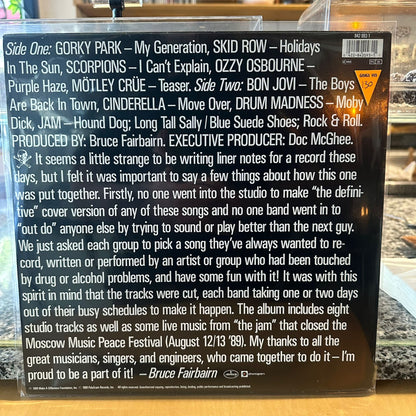 842 093 1
Side One: GORKY PARK – My Generation, SKID ROW – Holidays
In The Sun, SCORPIONS – I Can't Explain, OZZY OSBOURNE –
Purple Haze, MÖTLEY CRÜE – Teaser. Side Two: BON JOVI – The Boys
Are Back In Town, CINDERELLA – Move Over, DRUM MADNESS – Moby
Dick, JAM – Hound Dog; Long Tall Sally / Blue Suede Shoes; Rock & Roll.
PRODUCED BY: Bruce Fairbairn. EXECUTIVE PRODUCER: Doc McGhee.
It seems a little strange to be writing liner notes for a record these
days, but I felt it was important to say a few things about how this one
was put together. Firstly, no one went into the studio to make “the defini-
tive” cover version of any of these songs and no one band went in to
“out do” anyone else by trying to sound or play better than the next guy.
We just asked each group to pick a song they've always wanted to re-
cord, written or performed by an artist or group who had been touched
by drug or alcohol problems, and have some fun with it! It was with this
spirit in mind that the tracks were cut, each band taking one or two days
out of their busy schedules to make it happen. The album includes eight
studio tracks as well as some live music from “the jam” that closed the
Moscow Music Peace Festival (August 12/13 '89). My thanks to all the
great musicians, singers, and engineers, who came together to do it – I'm
proud to be a part of it! – Bruce Fairbairn